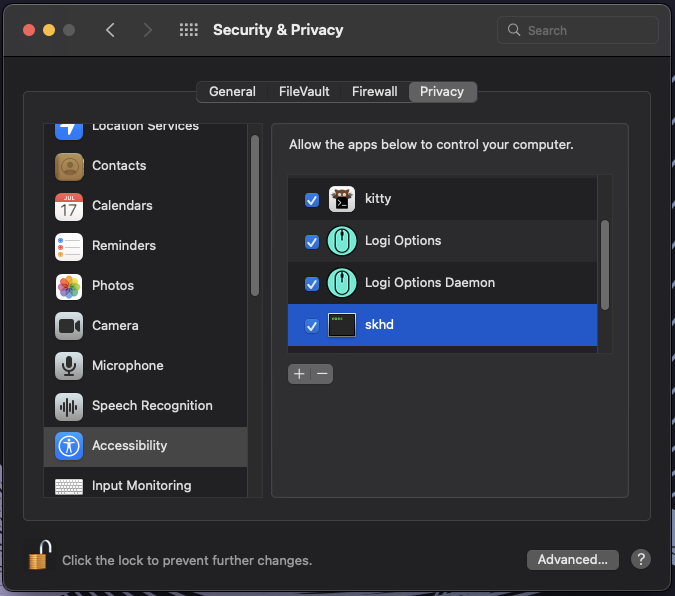 Security & Privacy
Search
General FileVault Firewall Privacy
Location Services
Contacts
JUL
17
Calendars
Reminders
Photos
Camera
Microphone
Speech Recognition
Accessibility
Input Monitoring
Allow the apps below to control your computer.
kitty
Logi Options
Logi Options Daemon
skhd
+ −
Click the lock to prevent further changes.
Advanced...
?